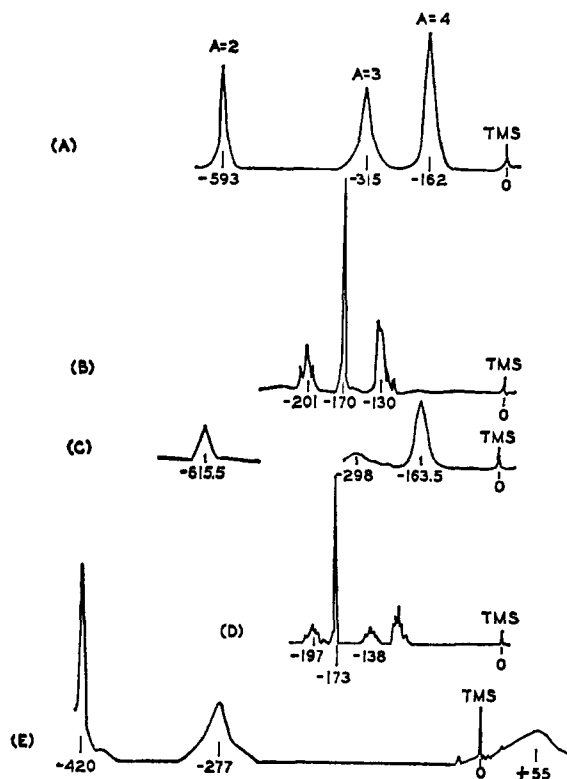 A=2 A=3 A=4
(A) TMS
-593 -315 -162 0
(B) TMS
-201 -170 -130 0
(C) TMS
-615.5 -298 -163.5 0
(D) TMS
-197 -173 -138 0
(E) TMS
-420 -277 0 +55